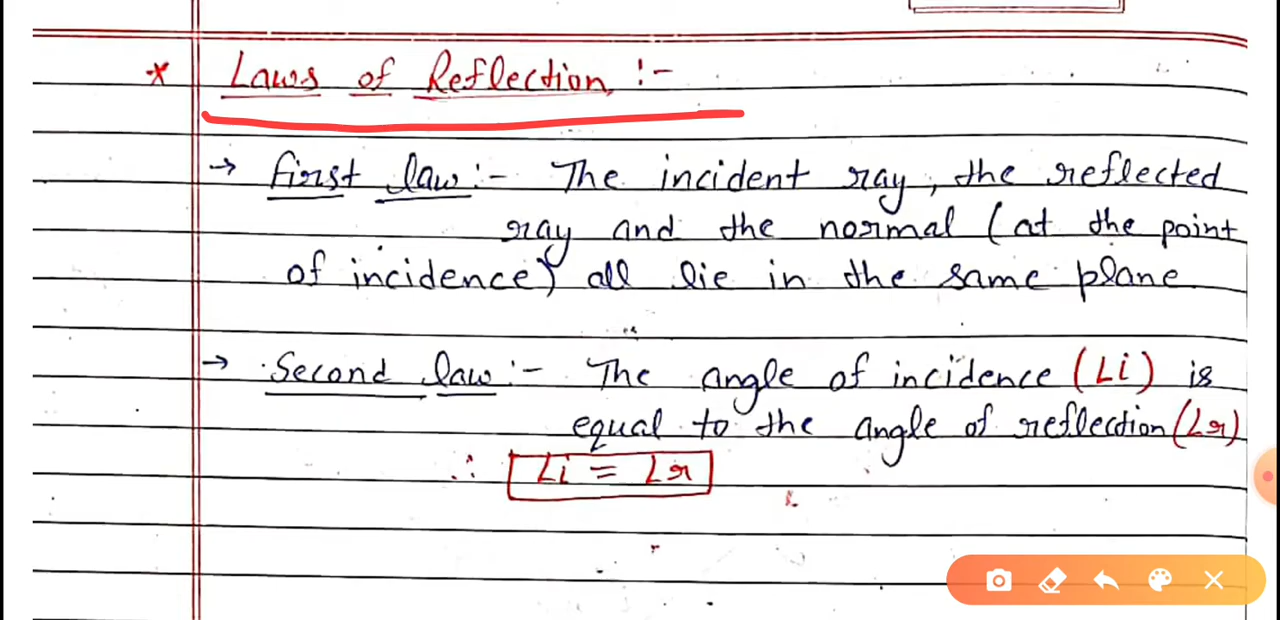 * Laws of Reflection :-
→ First law :- The incident ray, the reflected
ray and the normal (at the point
of incidence) all lie in the same plane
→ Second law :- The angle of incidence (∠i) is
equal to the angle of reflection (∠r)
∴ ∠i = ∠r